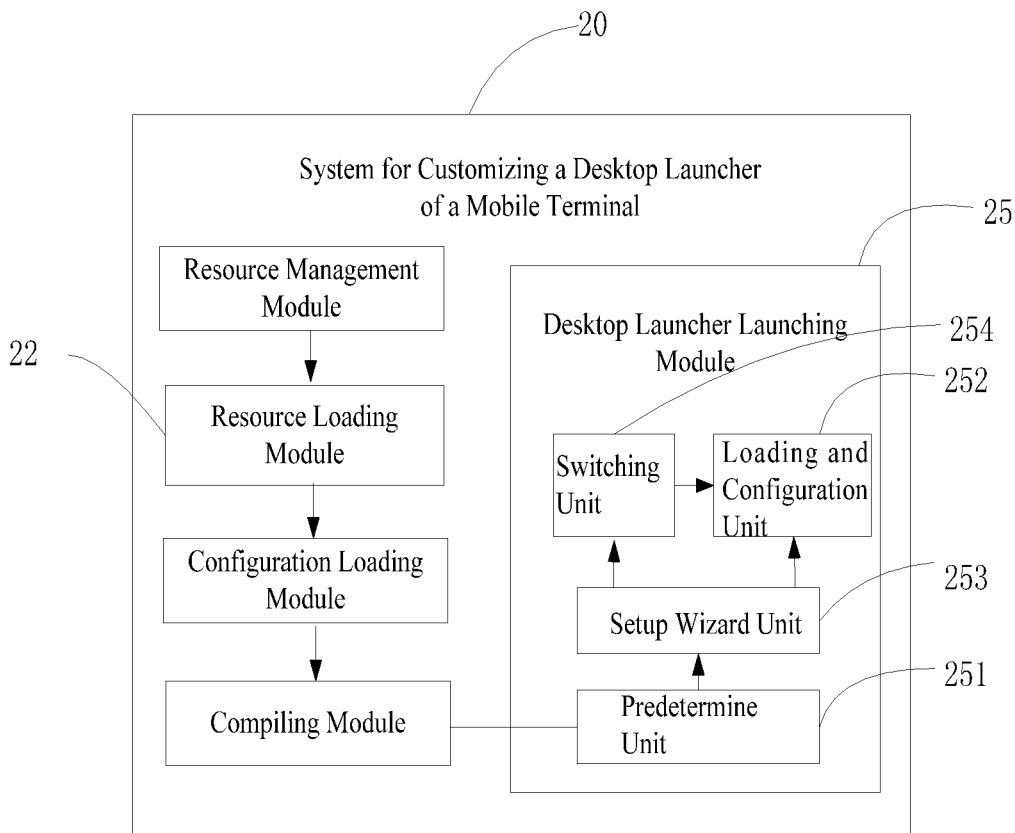 20
System for Customizing a Desktop Launcher
of a Mobile Terminal
25
Resource Management
Module
Desktop Launcher Launching
Module
254
22
252
Resource Loading
Module
Switching
Unit
Loading and
Configuration
Unit
Configuration Loading
Module
253
Setup Wizard Unit
251
Compiling Module
Predetermine
Unit